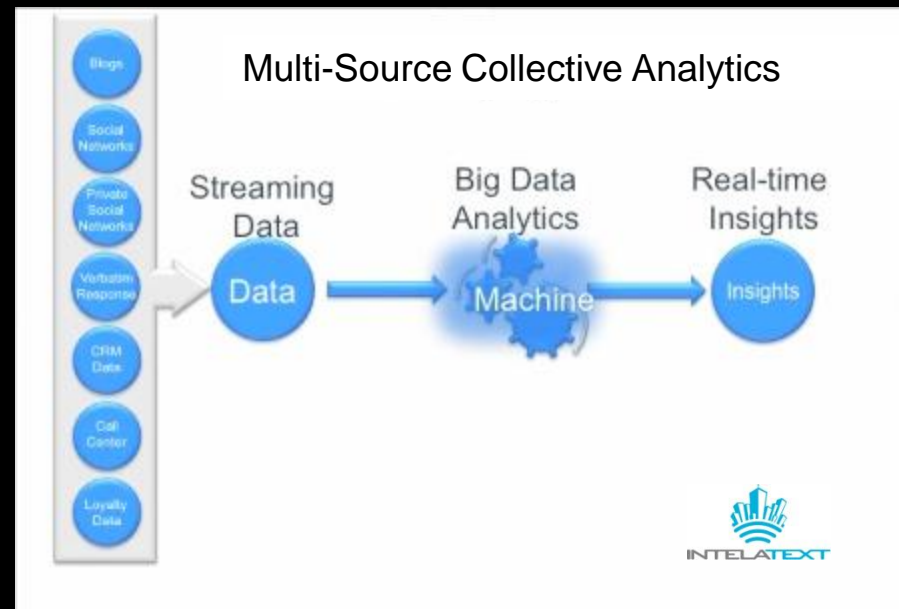 Multi-Source Collective Analytics
Blogs
Social
Networks
Private
Social
Networks
Verbatim
Response
CRM
Data
Call
Center
Loyalty
Data
Streaming
Data
Data
Big Data
Analytics
Machine
Real-time
Insights
Insights
INTELATEXT